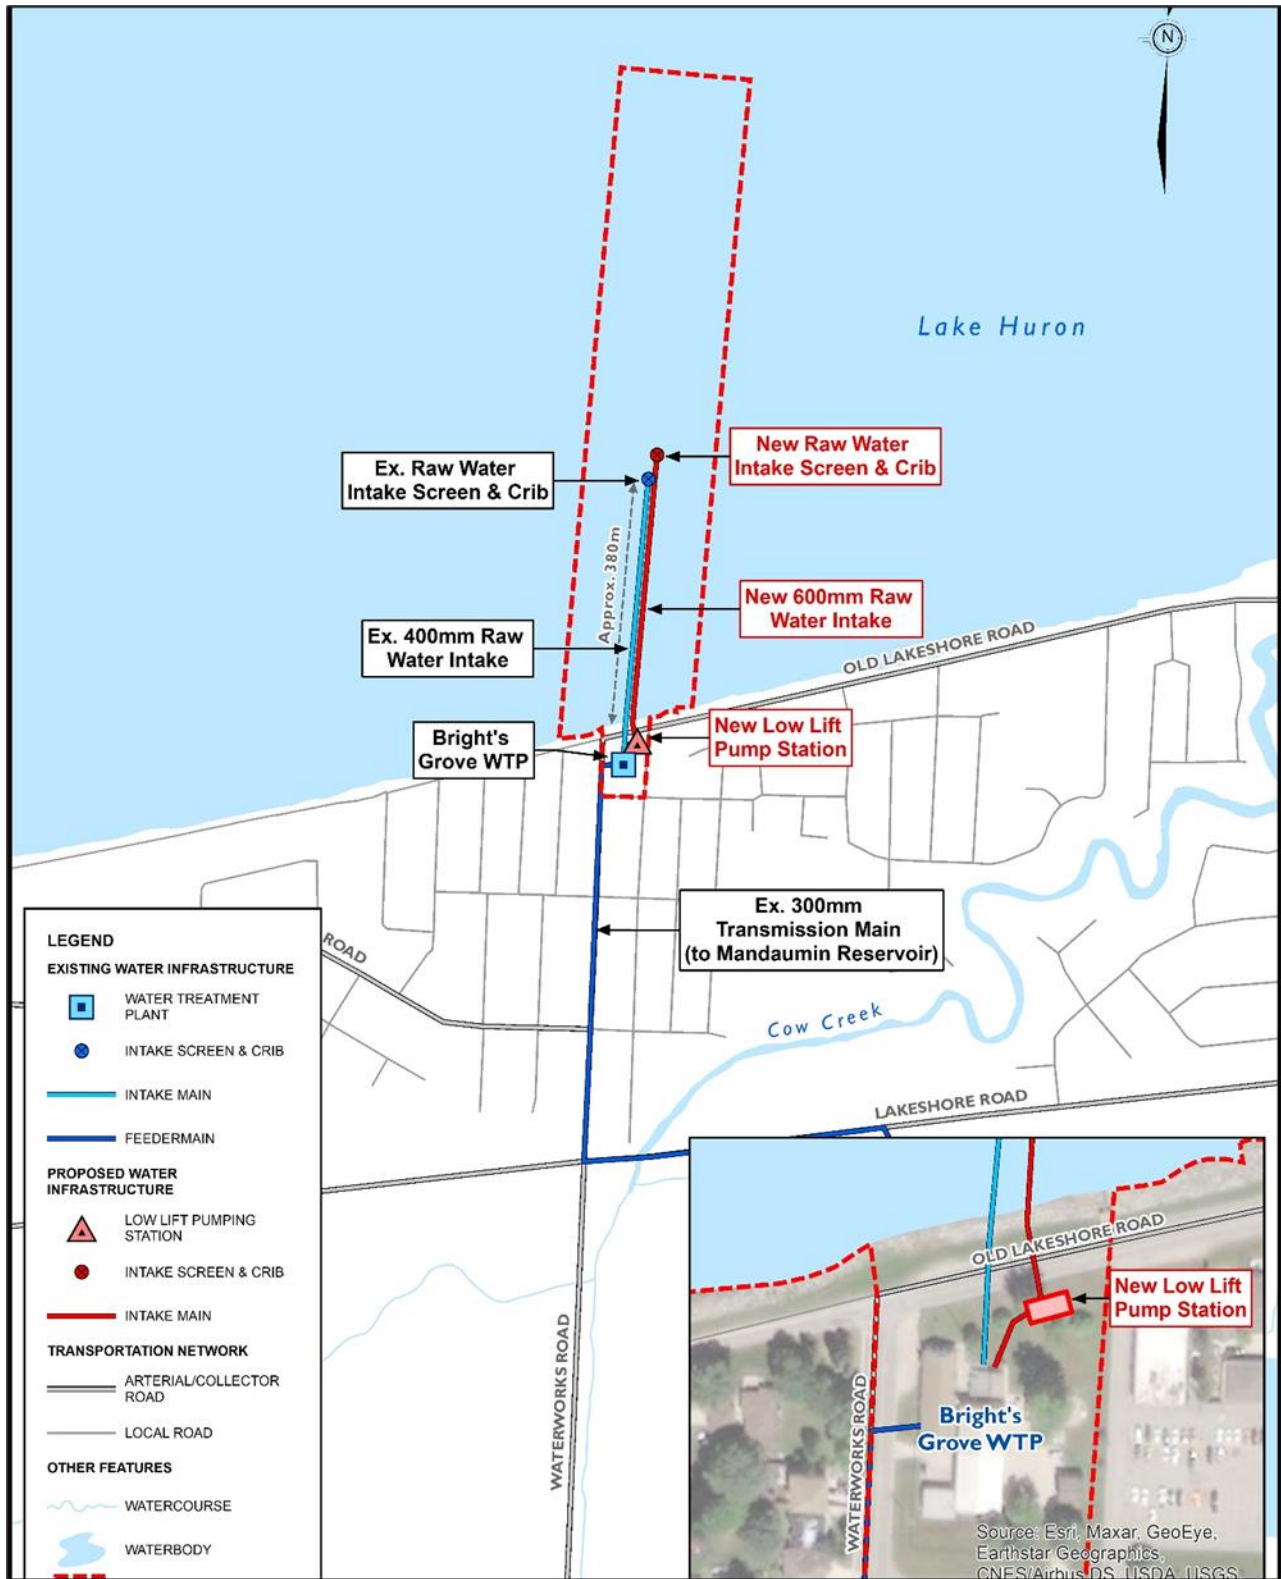 N
Lake Huron
New Raw Water
Intake Screen & Crib
Ex. Raw Water
Intake Screen & Crib
Approx. 380m
New 600mm Raw
Water Intake
Ex. 400mm Raw
Water Intake
OLD LAKESHORE ROAD
New Low Lift
Pump Station
Bright's
Grove WTP
Ex. 300mm
Transmission Main
(to Mandaumin Reservoir)
ROAD
Cow Creek
LAKESHORE ROAD
WATERWORKS ROAD
LEGEND
EXISTING WATER INFRASTRUCTURE
WATER TREATMENT
PLANT
INTAKE SCREEN & CRIB
INTAKE MAIN
FEEDERMAIN
PROPOSED WATER
INFRASTRUCTURE
LOW LIFT PUMPING
STATION
INTAKE SCREEN & CRIB
INTAKE MAIN
TRANSPORTATION NETWORK
ARTERIAL/COLLECTOR
ROAD
LOCAL ROAD
OTHER FEATURES
WATERCOURSE
WATERBODY
OLD LAKESHORE ROAD
New Low Lift
Pump Station
WATERWORKS ROAD
Bright's
Grove WTP
Source: Esri, Maxar, GeoEye,
Earthstar Geographics,
CNES/Airbus DS, USDA, USGS,